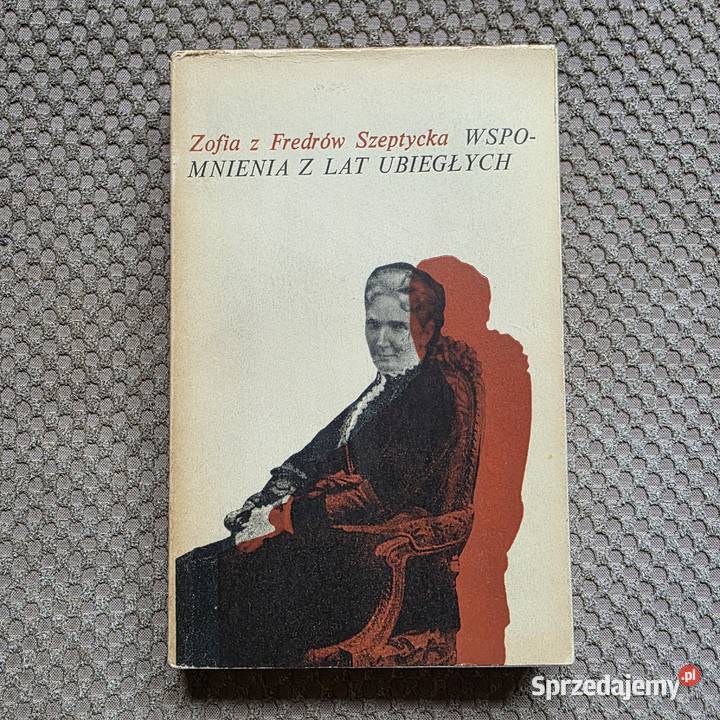 Zofia z Fredrów Szeptycka WSPO-
MNIENIA Z LAT UBIEGŁYCH
Sprzedajemy.pl